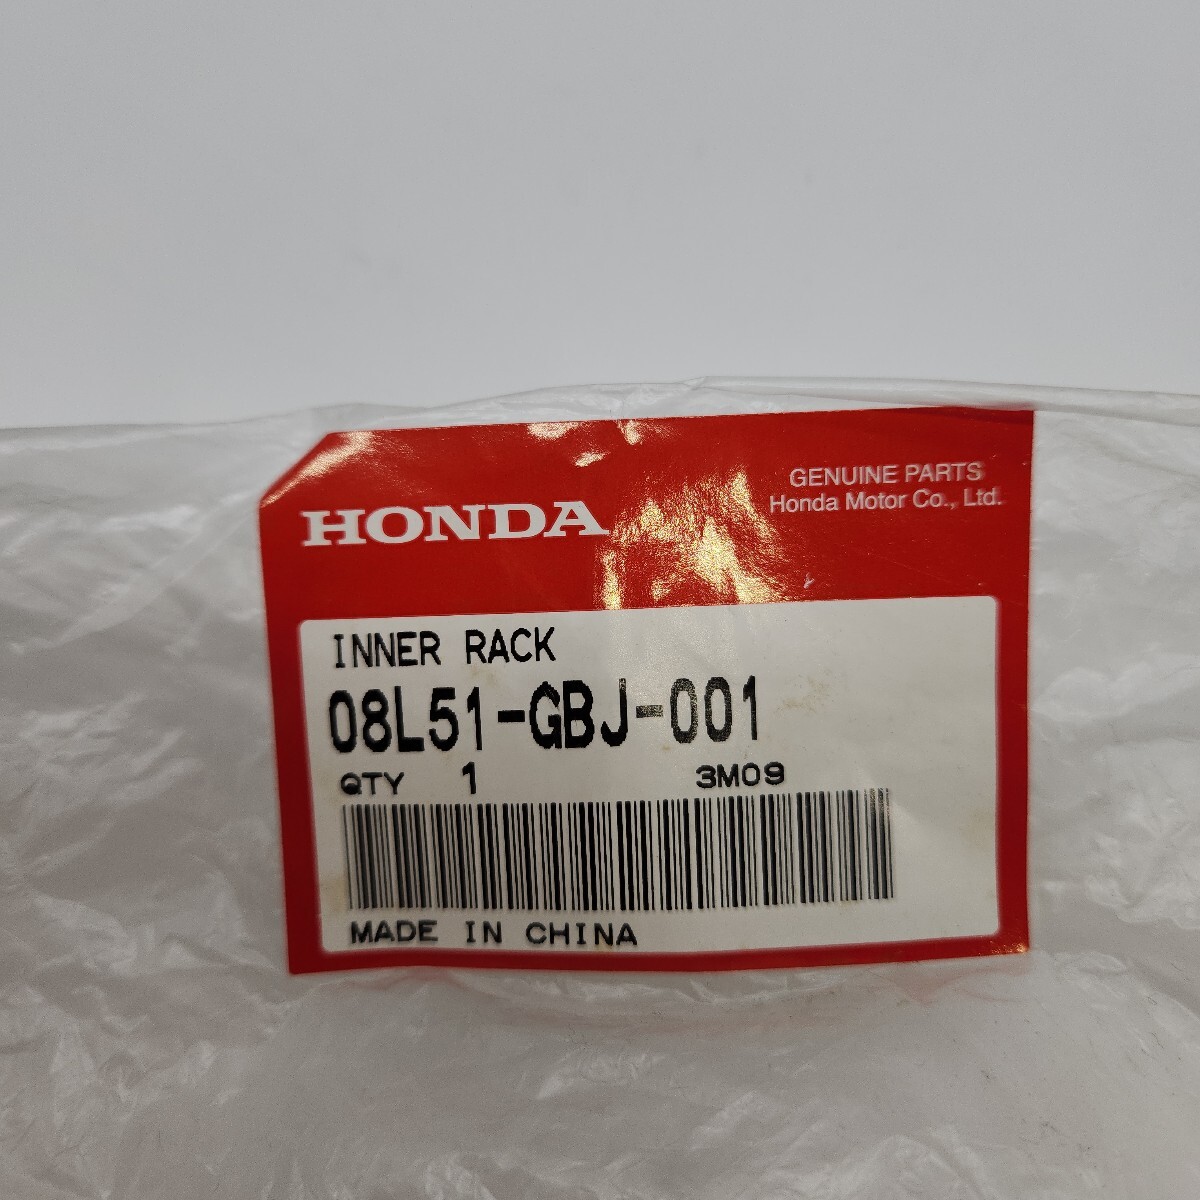 HONDA
GENUINE PARTS
Honda Motor Co., Ltd.
INNER RACK
08L51-GBJ-001
QTY 1 3M09
MADE IN CHINA